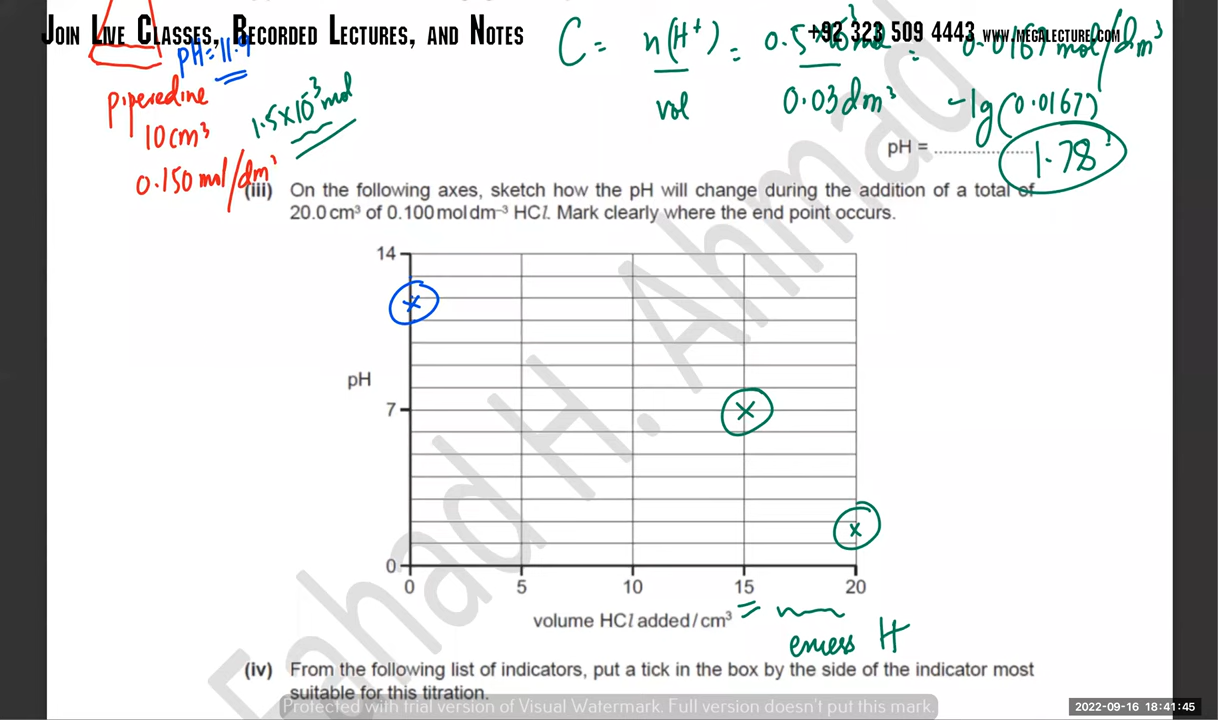 JOIN LIVE CLASSES, RECORDED LECTURES, AND NOTES
+92 323 509 4443 www.megalecture.com
pH = 11.9
piperedine
10cm³
0.150 mol/dm³
1.5×10⁻³ mol
C = n(H⁺) / vol = 0.5×10⁻³ mol / 0.03dm³ = 0.0167 mol/dm³
-lg(0.0167)
pH = .................. 1.78
(iii) On the following axes, sketch how the pH will change during the addition of a total of
20.0 cm³ of 0.100 mol dm⁻³ HCl. Mark clearly where the end point occurs.
14
pH
7
0
0 5 10 15 20
volume HCl added / cm³
excess H
(iv) From the following list of indicators, put a tick in the box by the side of the indicator most
suitable for this titration.
Protected with trial version of Visual Watermark. Full version doesn't put this mark.
2022-09-16 18:41:45
Fahad H. Ahmad